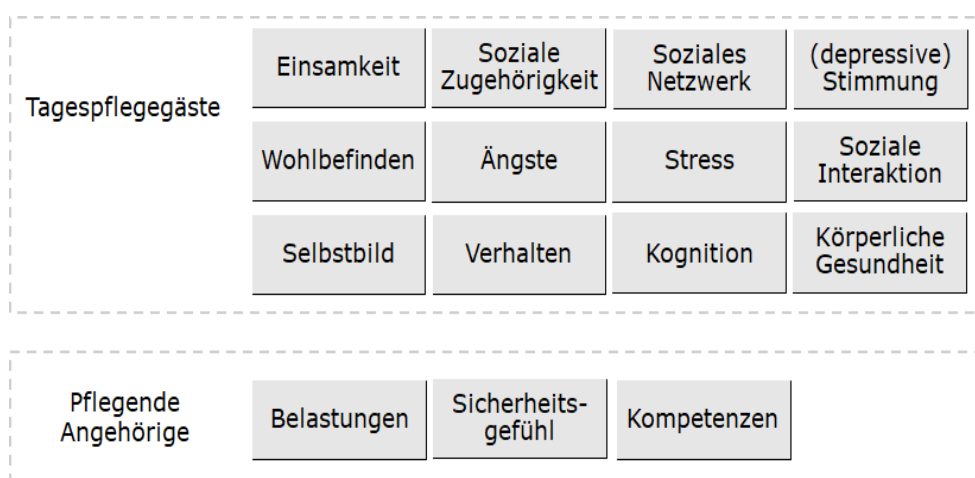 Tagespflegegäste
Einsamkeit
Soziale
Zugehörigkeit
Soziales
Netzwerk
(depressive)
Stimmung
Wohlbefinden
Ängste
Stress
Soziale
Interaktion
Selbstbild
Verhalten
Kognition
Körperliche
Gesundheit
Pflegende
Angehörige
Belastungen
Sicherheits-
gefühl
Kompetenzen